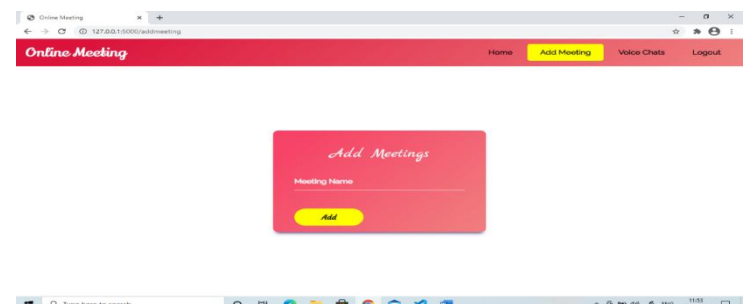 Online Meeting
127.0.0.1:5000/addmeeting
Online Meeting Home Add Meeting Voice Chats Logout
Add Meetings
Meeting Name
Add
Type here to search
ENG 11:53